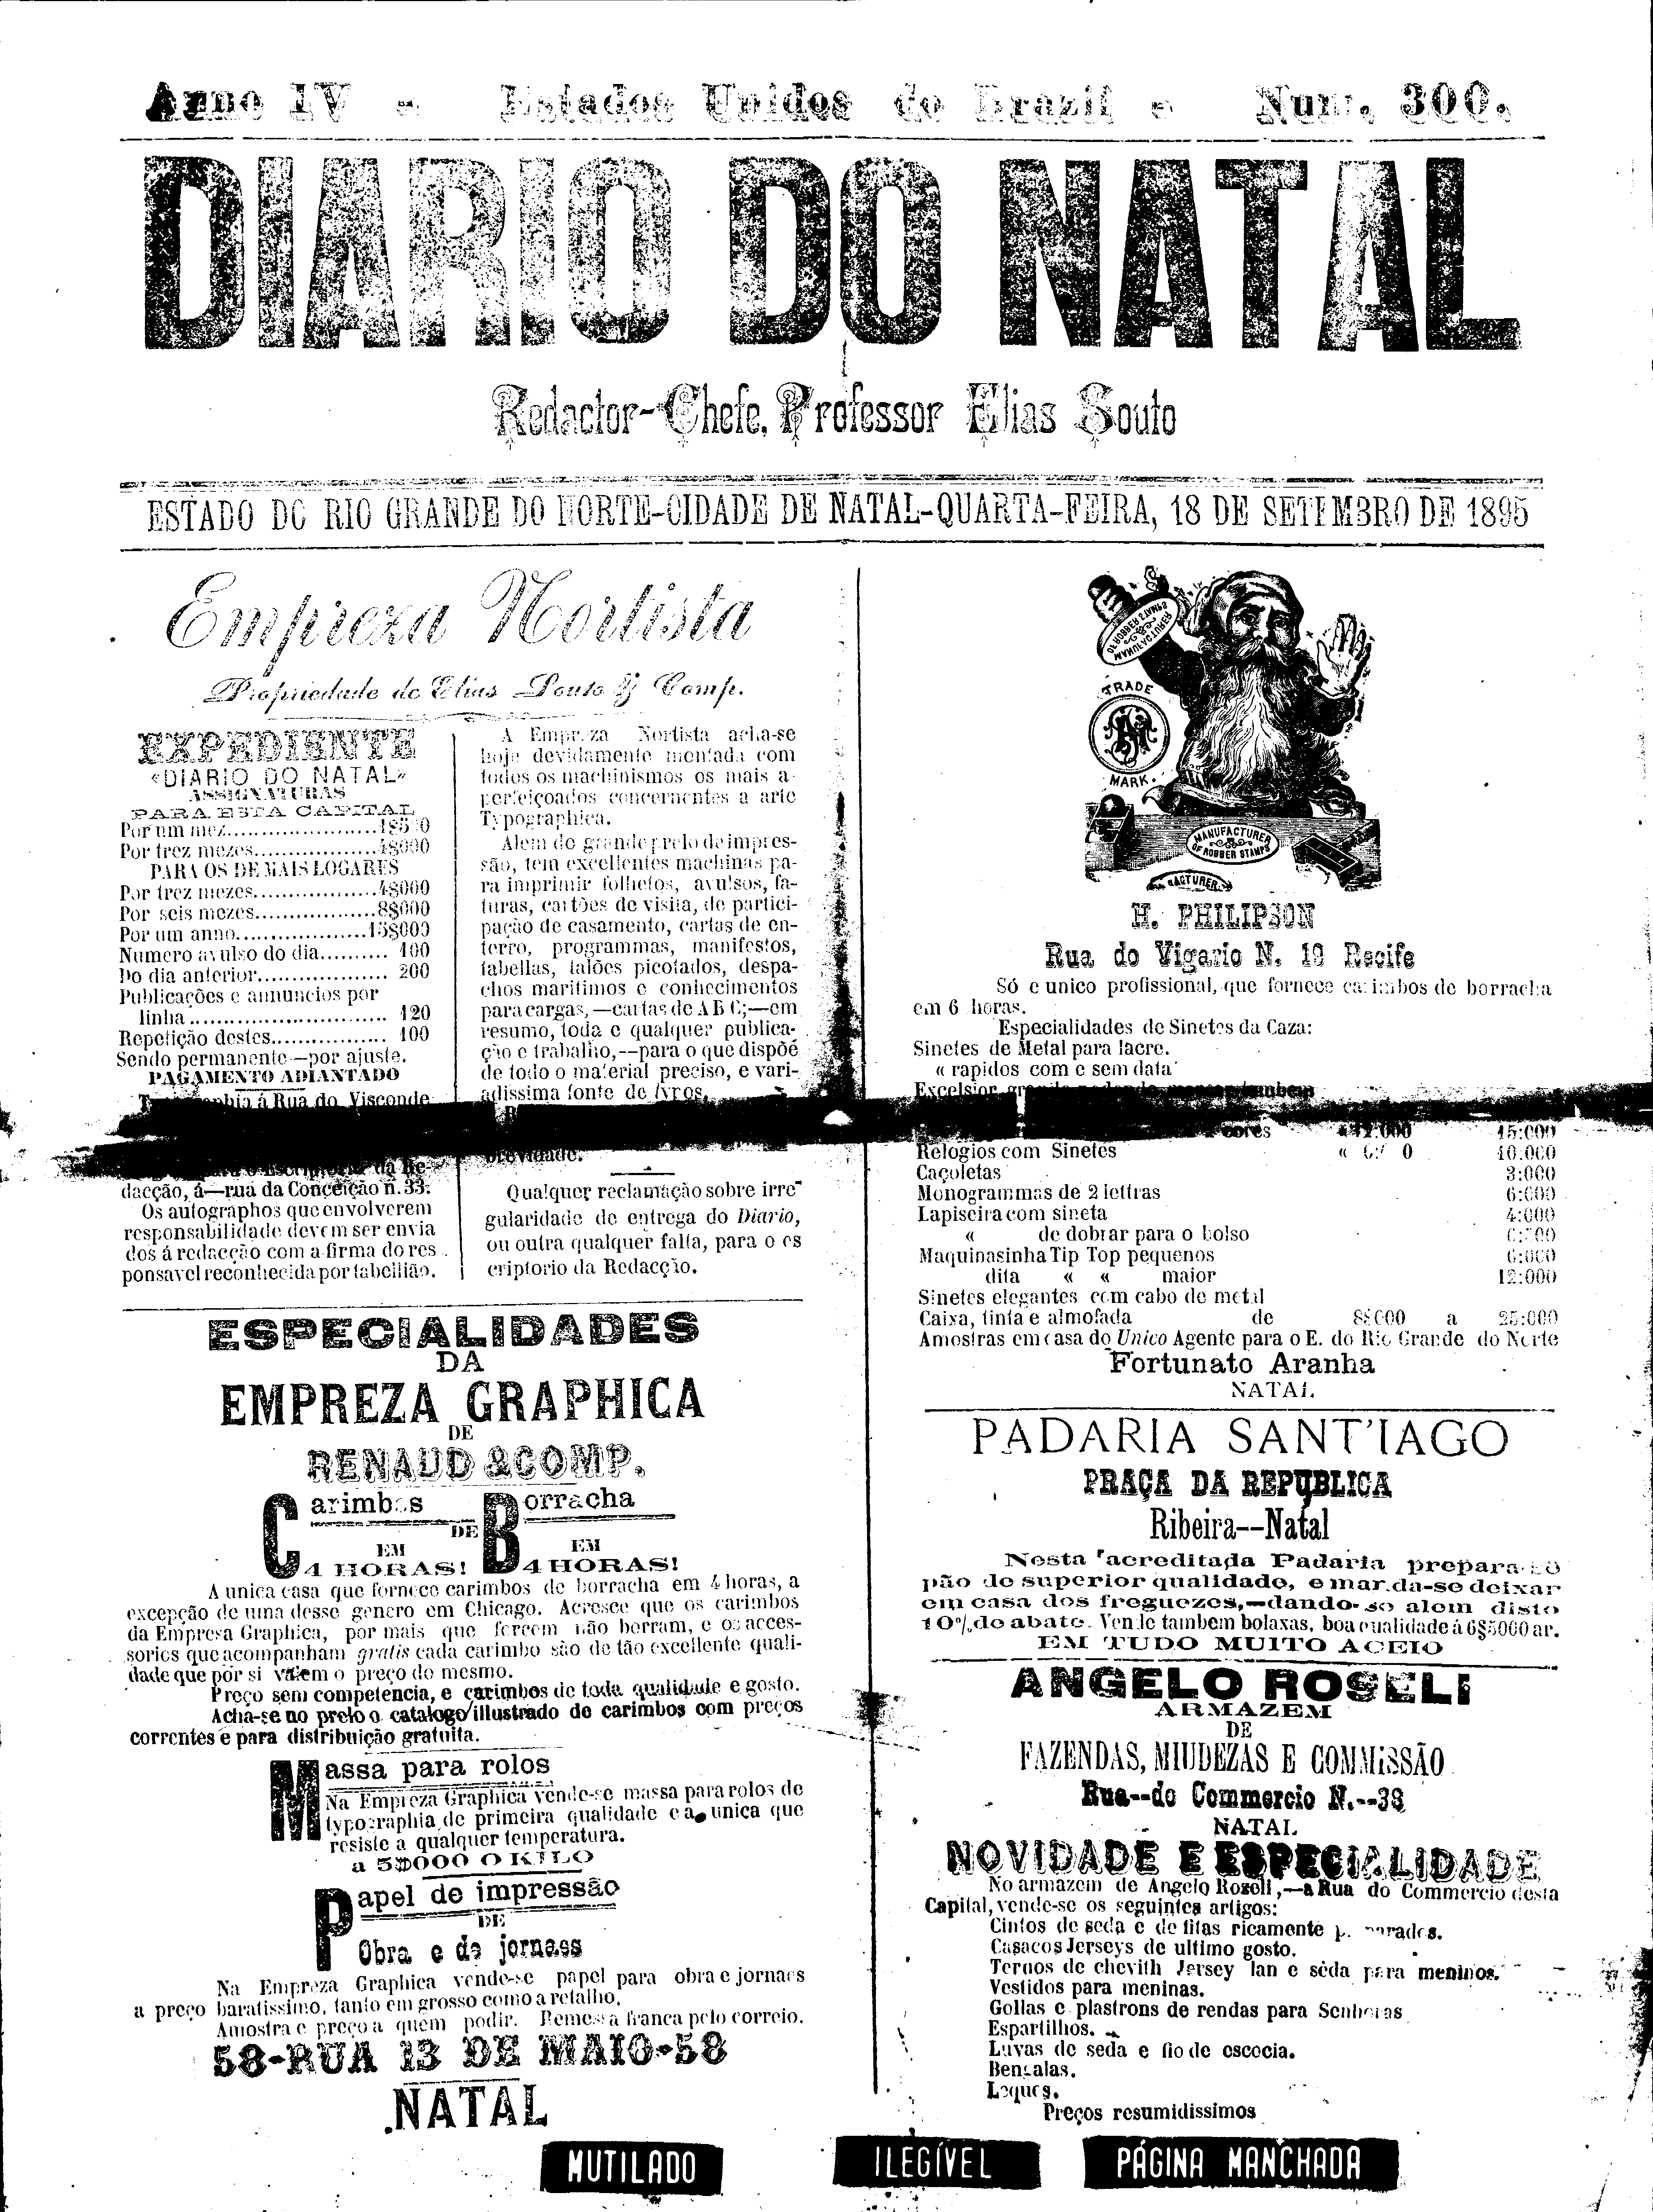 Anno IV - Estados Unidos do Brazil - Num. 300.
DIARIO DO NATAL
Redactor-Chefe, Professor Elias Souto
ESTADO DO RIO GRANDE DO NORTE-CIDADE DE NATAL-QUARTA-FEIRA, 18 DE SETEMBRO DE 1895
Empreza Nortista
Propriedade de Elias Souto & Comp.
EXPEDIENTE
«DIARIO DO NATAL»
ASSIGNATURAS
PARA ESTA CAPITAL
Por um mez
Por trez mezes
PARA OS DE MAIS LOGARES
Por trez mezes..................4$000
Por seis mezes..................8$000
Por um anno...................15$000
Numero avulso do dia.......... 100
Do dia anterior................... 200
Publicações e annuncios por
linha............................. 120
Repetição destes................. 100
Sendo permanente—por ajuste.
PAGAMENTO ADIANTADO
á Rua do Visconde
da Re
dacção, á—rua da Conceição n. 33.
Os autographos que envolverem
responsabilidade devem ser envia
dos á redacção com a firma do res
ponsavel reconhecida por tabellião.
A Empreza Nortista acha-se
hoje devidamente montada com
todos os machinismos os mais a-
perfeiçoados concernentes a arte
Typographica.
Alem do grande prelo de impres-
são, tem excellentes machinas pa-
ra imprimir folhetos, avulsos, fa-
turas, cartões de visita, de partici-
pação de casamento, cartas de en-
terro, programmas, manifestos,
tabellas, talões picotados, despa-
chos maritimos e conhecimentos
para cargas,—cartas de A B C;—em
resumo, toda e qualquer publica-
ção e trabalho,--para o que dispõe
de todo o material preciso, e vari-
adissima fonte de typos.
brevidade.
Qualquer reclamação sobre irre-
gularidade de entrega do Diario,
ou outra qualquer falta, para o es
criptorio da Redacção.
ESPECIALIDADES
DA
EMPREZA GRAPHICA
DE
RENAUD &COMP.
Carimbos DE Borracha
EM
4 HORAS!
EM
4 HORAS!
A unica casa que fornece carimbos de borracha em 4 horas, a
excepção de uma desse genero em Chicago. Acresce que os carimbos
da Empresa Graphica, por mais que forcem não borram, e os acces-
sorios que acompanham gratis cada carimbo são de tão excellente quali-
dade que por si valem o preço do mesmo.
Preço sem competencia, e carimbos de toda qualidade e gosto.
Acha-se no prelo o catalogo illustrado de carimbos com preços
correntes e para distribuição gratuita.
Massa para rolos
Na Empreza Graphica vende-se massa para rolos de
typographia de primeira qualidade e a unica que
resiste a qualquer temperatura.
a 5$000 O KILO
Papel de impressão
DE
Obra e de jornaes
Na Empreza Graphica vende-se papel para obra e jornaes
a preço baratissimo, tanto em grosso como a retalho.
Amostra e preço a quem podir. Remessa franca pelo correio.
58-RUA 13 DE MAIO-58
NATAL
TRADE
MARK.
MANUFACTURER
OF RUBBER STAMPS
H. PHILIPSON
Rua do Vigario N. 19 Recife
Só e unico profissional, que fornece carimbos de borracha
em 6 horas.
Especialidades de Sinetes da Caza:
Sinetes de Metal para lacre.
« rapidos com e sem data
Excelsior
cores 12:000 15:000
Relogios com Sinetes « 10:000
Caçoletas 3:000
Monogrammas de 2 lettras 6:000
Lapiseira com sineta 4:000
« de dobrar para o bolso
Maquinasinha Tip Top pequenos 6:000
dita « « maior 12:000
Sinetes elegantes com cabo de metal
Caixa, tinta e almofada de 8$000 a 25:000
Amostras em casa do Unico Agente para o E. do Rio Grande do Norte
Fortunato Aranha
NATAL
PADARIA SANT'IAGO
PRAÇA DA REPUBLICA
Ribeira--Natal
Nesta acreditada Padaria prepara-se
pão de superior qualidade, e manda-se deixar
em casa dos freguezes,—dando-se alem disto
10% de abate. Vende tambem bolaxas, boa qualidade á 6$5000 ar.
EM TUDO MUITO ACEIO
ANGELO ROSELI
ARMAZEM
DE
FAZENDAS, MIUDEZAS E COMMISSÃO
Rua--do Commercio N.--38
NATAL
NOVIDADE E ESPECIALIDADE
No armazem de Angelo Roseli,—a Rua do Commercio desta
Capital, vende-se os seguintes artigos:
Cintos de seda e de fitas ricamente
Casacos Jerseys de ultimo gosto.
Ternos de chevith Jersey lan e sêda para meninos.
Vestidos para meninas.
Gollas e plastrons de rendas para Senhoras
Espartilhos.
Luvas de seda e fio de escocia.
Bengalas.
Leques.
Preços resumidissimos
MUTILADO
ILEGÍVEL
PÁGINA MANCHADA